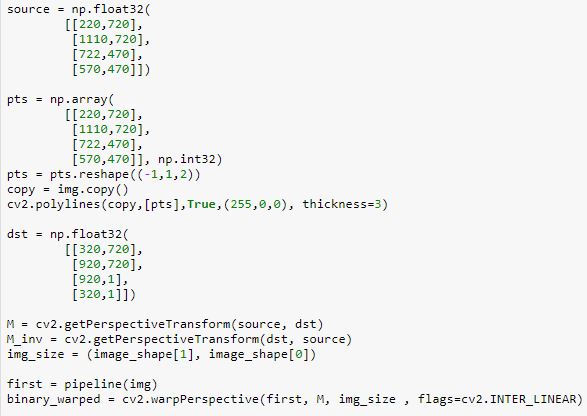 source = np.float32(
[[220,720],
[1110,720],
[722,470],
[570,470]])
pts = np.array(
[[220,720],
[1110,720],
[722,470],
[570,470]], np.int32)
pts = pts.reshape((-1,1,2))
copy = img.copy()
cv2.polylines(copy,[pts],True,(255,0,0), thickness=3)
dst = np.float32(
[[320,720],
[920,720],
[920,1],
[320,1]])
M = cv2.getPerspectiveTransform(source, dst)
M_inv = cv2.getPerspectiveTransform(dst, source)
img_size = (image_shape[1], image_shape[0])
first = pipeline(img)
binary_warped = cv2.warpPerspective(first, M, img_size , flags=cv2.INTER_LINEAR)